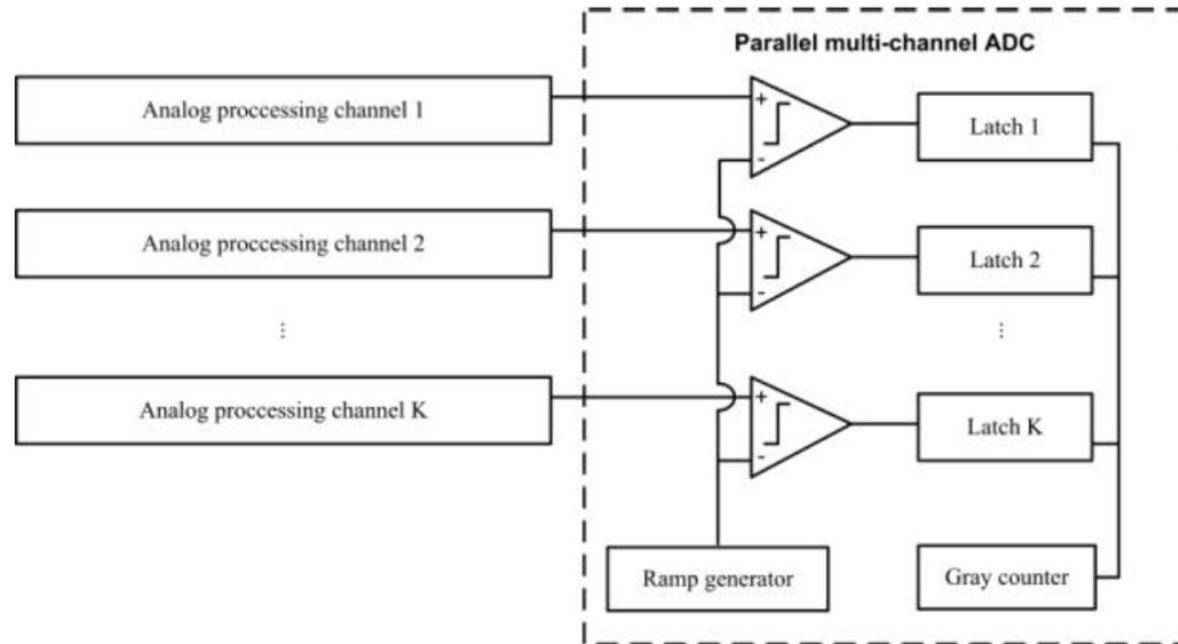 Parallel multi-channel ADC
Analog proccessing channel 1
+
-
Latch 1
Analog proccessing channel 2
+
-
Latch 2
⋮
⋮
Analog proccessing channel K
+
-
Latch K
Ramp generator
Gray counter